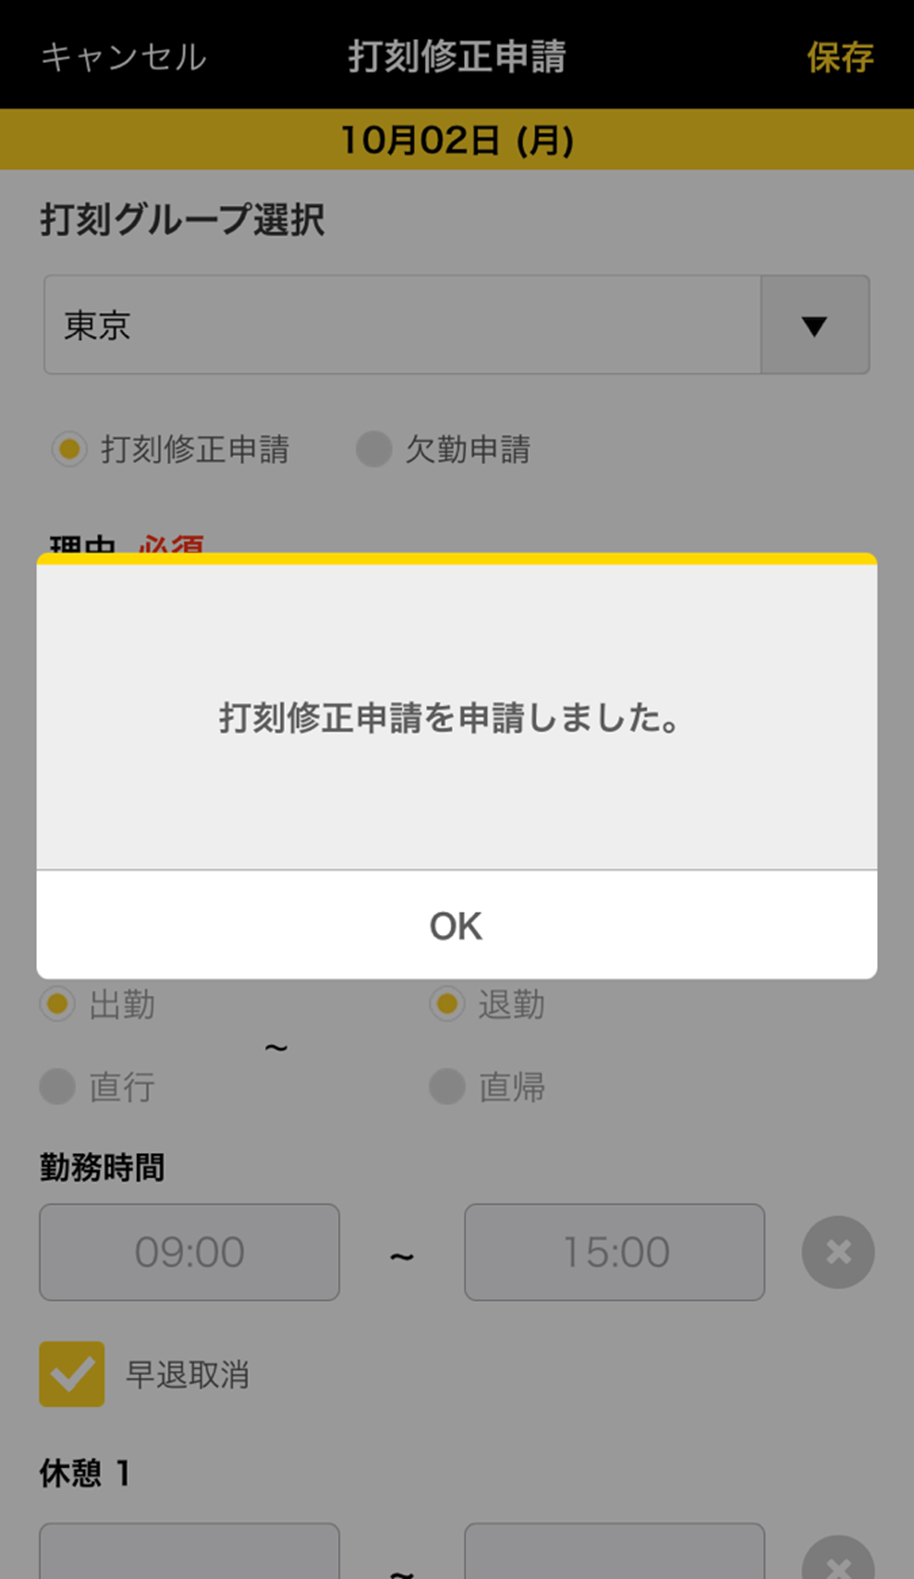 キャンセル 打刻修正申請 保存
10月02日 (月)
打刻グループ選択
東京 ▼
打刻修正申請 欠勤申請
理由 必須
打刻修正申請を申請しました。
OK
出勤 退勤
~
直行 直帰
勤務時間
09:00 ~ 15:00
早退取消
休憩 1
~